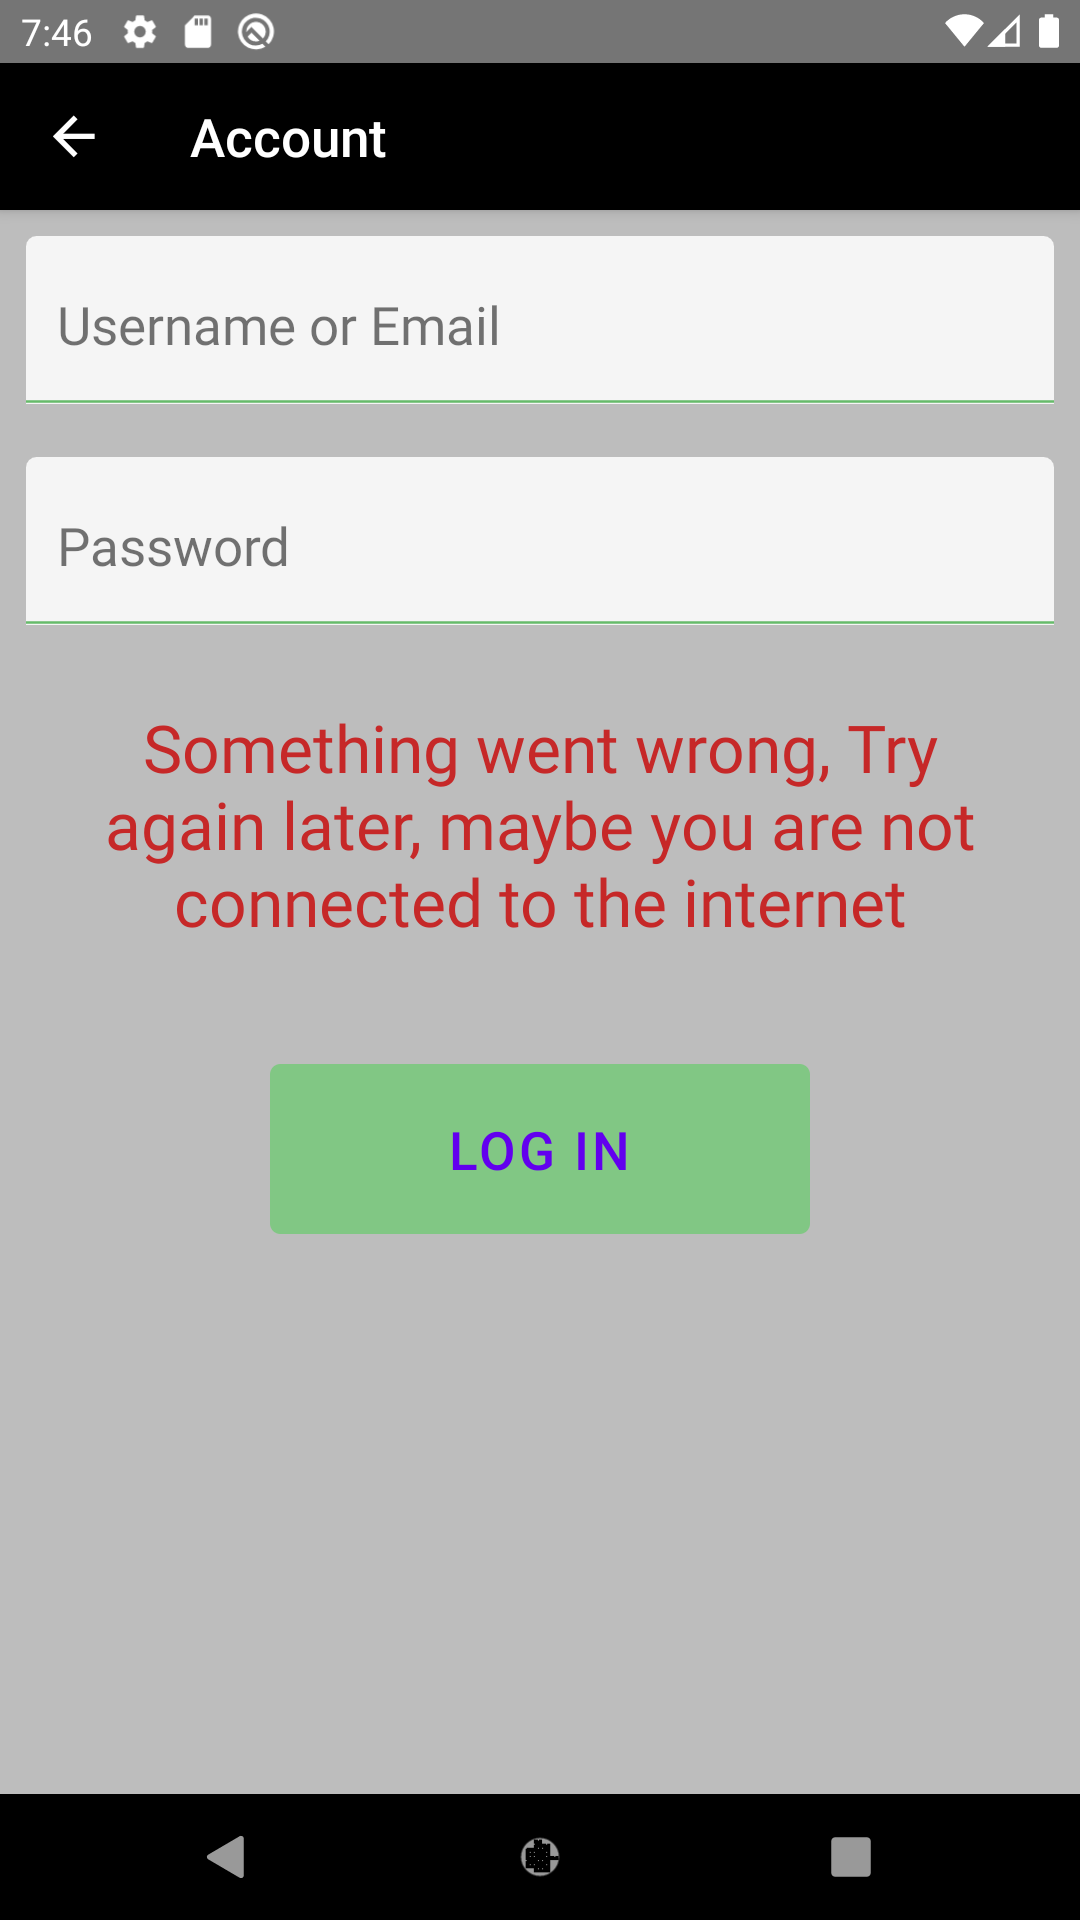 7:46
Account
Username or Email
Password
Something went wrong, Try
again later, maybe you are not
connected to the internet
LOG IN